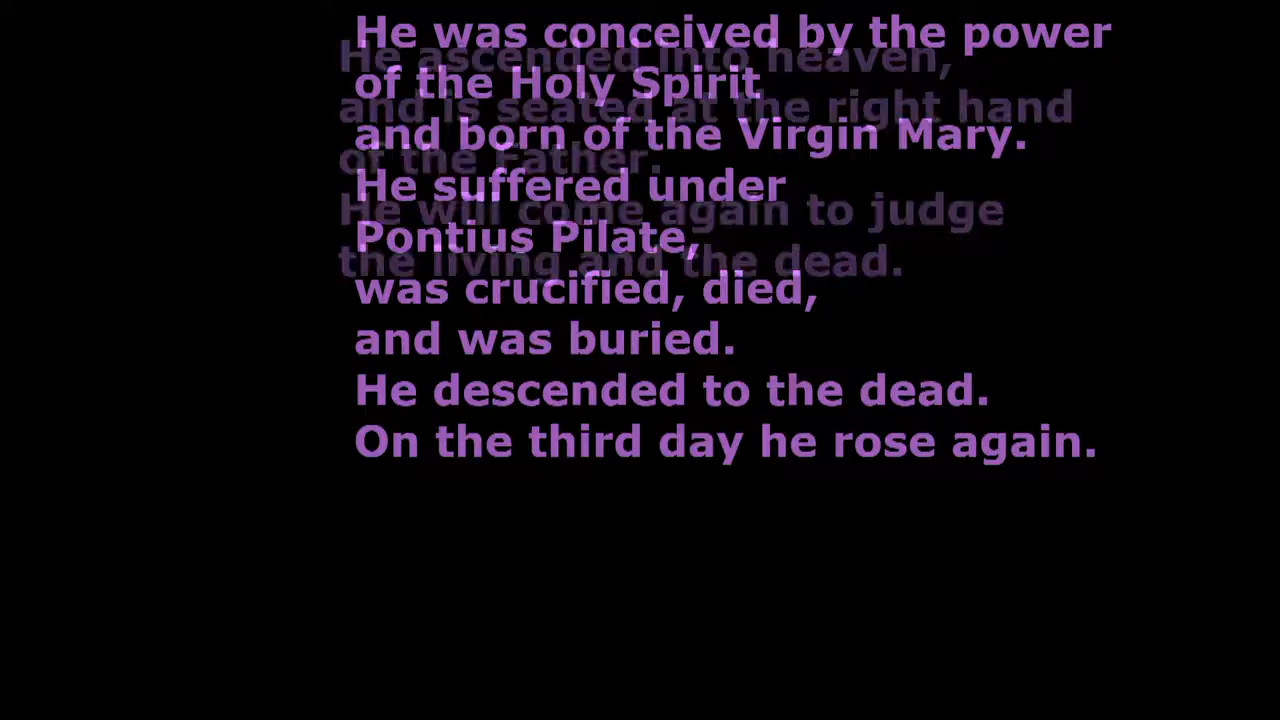 He was conceived by the power
of the Holy Spirit
and born of the Virgin Mary.
He suffered under
Pontius Pilate,
was crucified, died,
and was buried.
He descended to the dead.
On the third day he rose again.
He ascended into heaven,
and is seated at the right hand
of the Father.
He will come again to judge
the living and the dead.